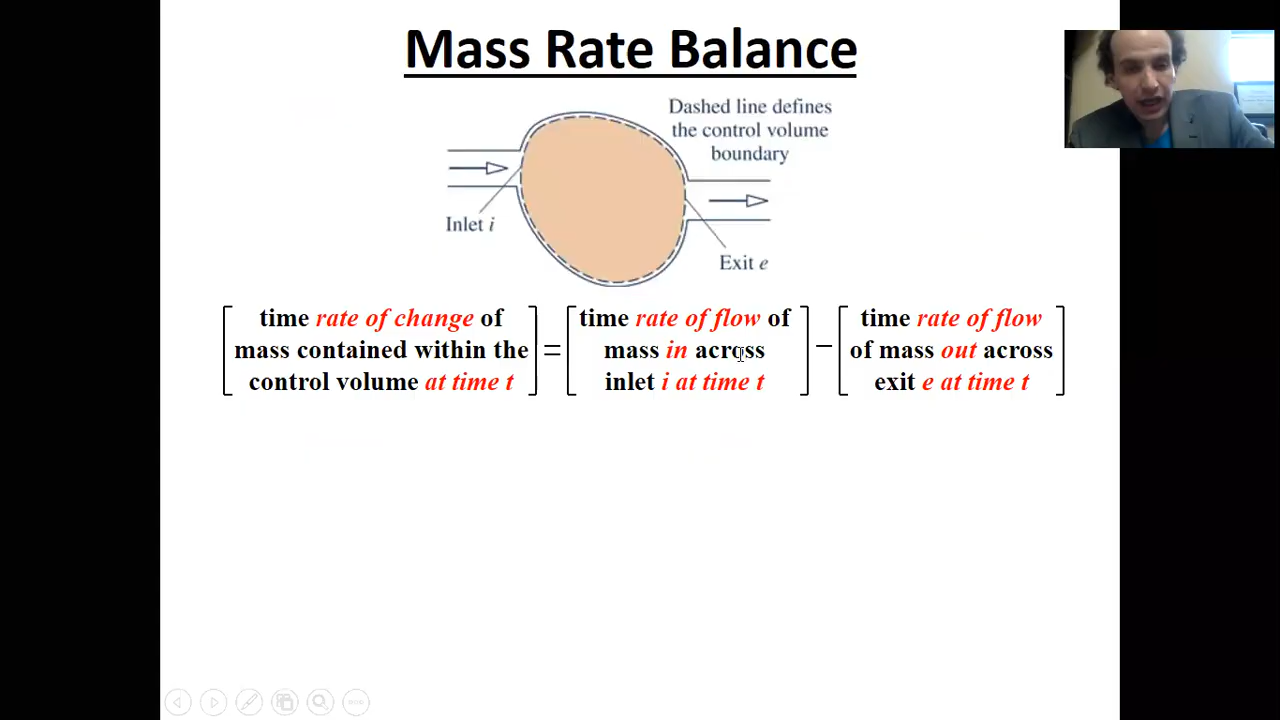 Mass Rate Balance
Dashed line defines
the control volume
boundary
Inlet i
Exit e
time rate of change of
mass contained within the
control volume at time t
=
time rate of flow of
mass in across
inlet i at time t
−
time rate of flow
of mass out across
exit e at time t